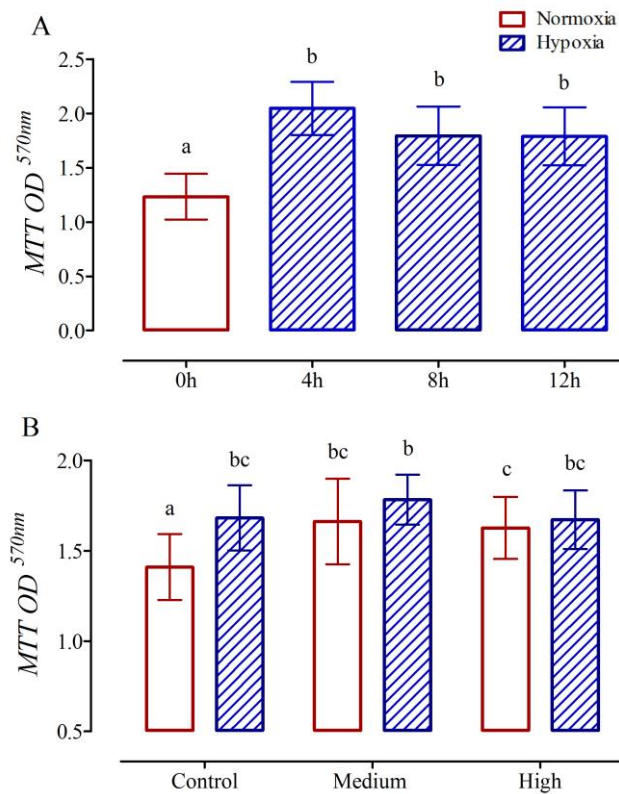 A
Normoxia
Hypoxia
MTT OD 570nm
2.5
2.0
1.5
1.0
0.5
0.0
a
b
b
b
0h
4h
8h
12h
B
MTT OD 570nm
2.0
1.5
1.0
0.5
a
bc
bc
b
c
bc
Control
Medium
High